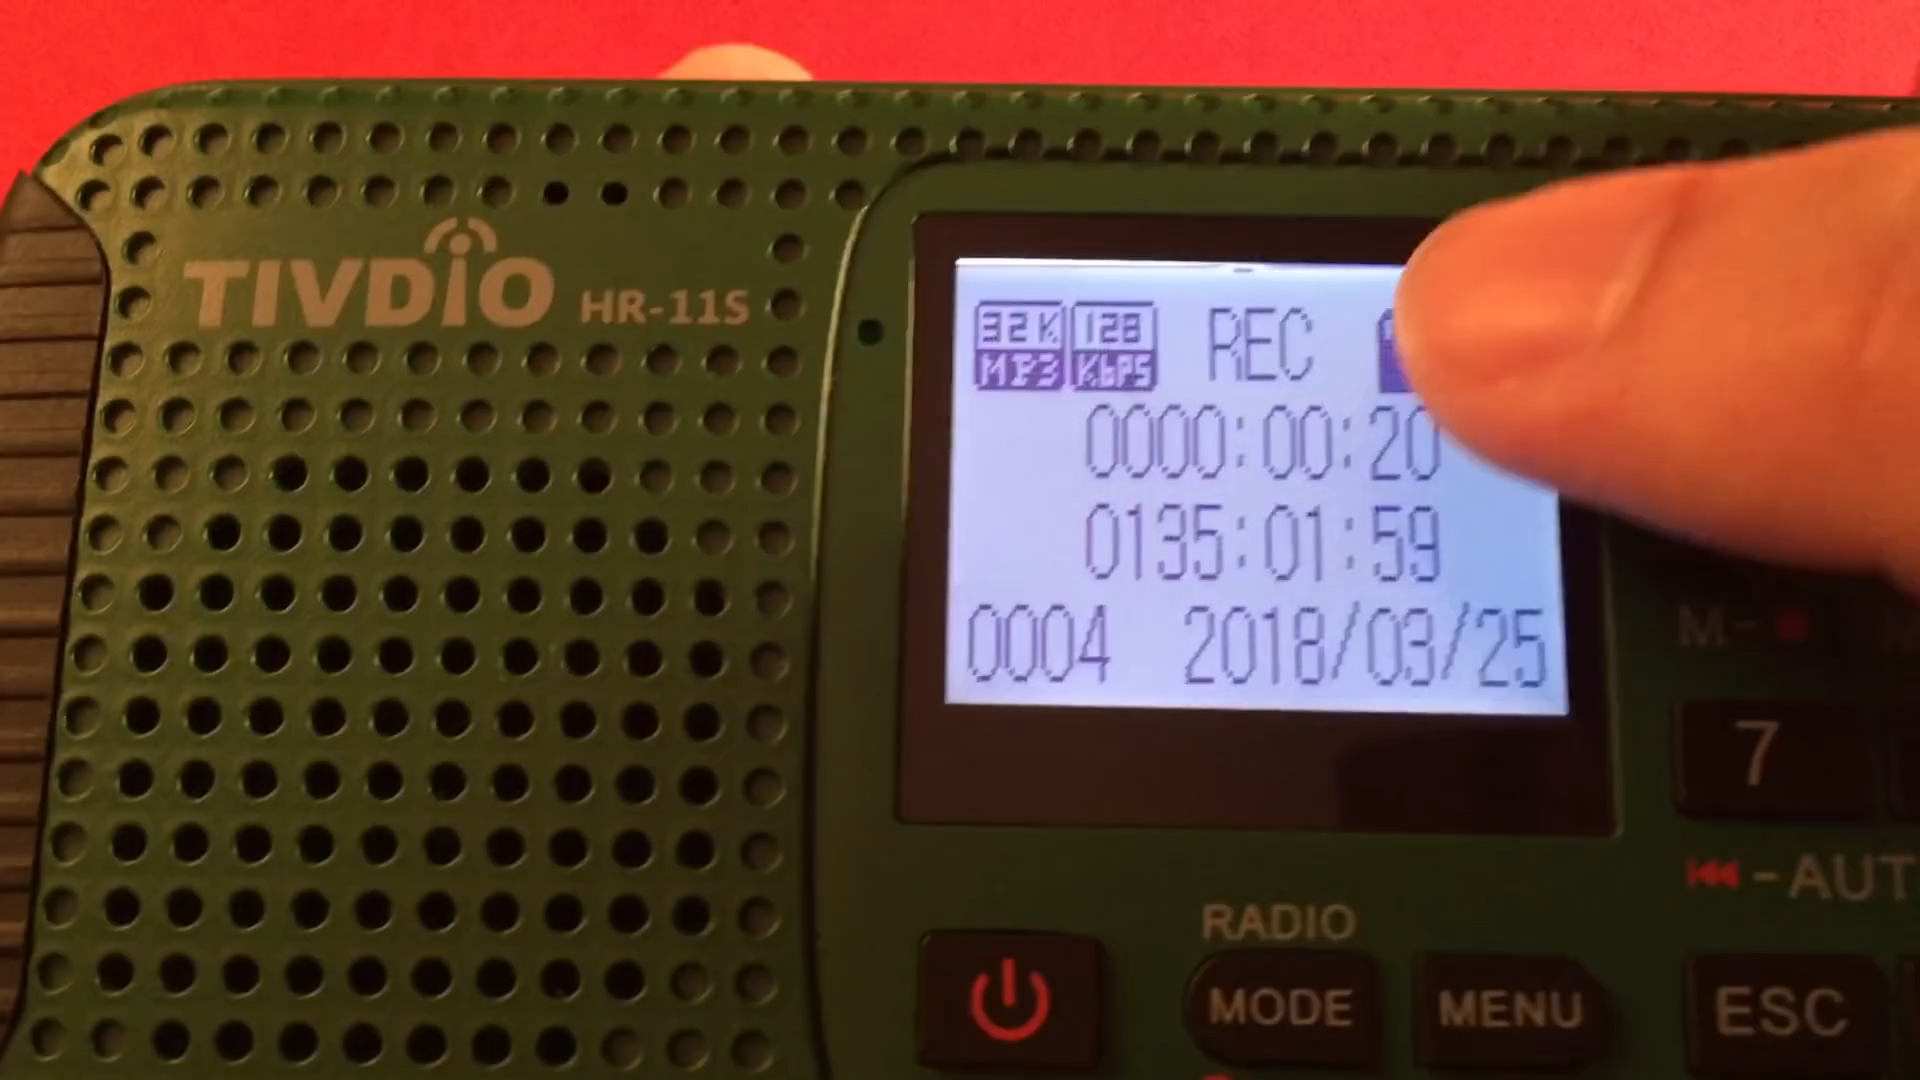 TIVDIO HR-11S
32K 128 REC
MP3 KbPS
0000:00:20
0135:01:59
0004 2018/03/25
M-
7
-AUT
RADIO
MODE MENU ESC